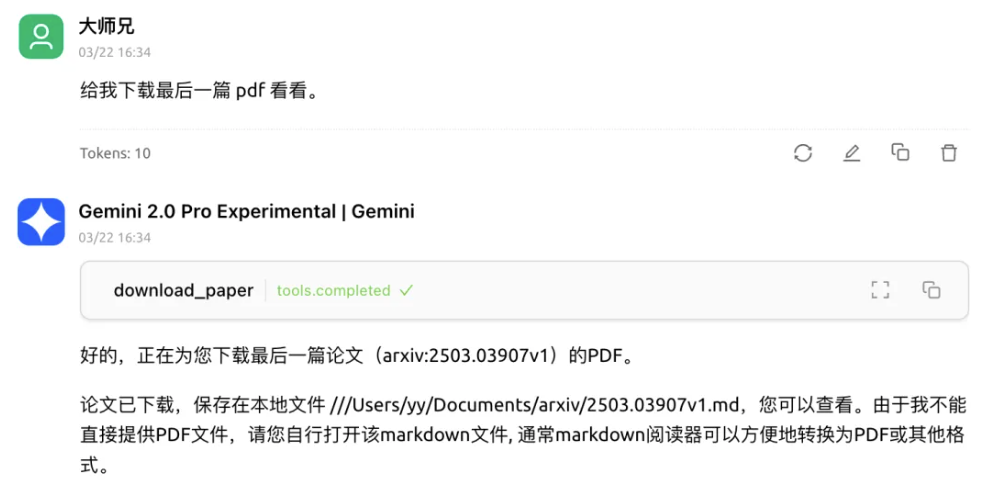 大师兄
03/22 16:34
给我下载最后一篇 pdf 看看。
Tokens: 10
Gemini 2.0 Pro Experimental | Gemini
03/22 16:34
download_paper | tools.completed ✓
好的，正在为您下载最后一篇论文（arxiv:2503.03907v1）的PDF。
论文已下载，保存在本地文件 ///Users/yy/Documents/arxiv/2503.03907v1.md，您可以查看。由于我不能
直接提供PDF文件，请您自行打开该markdown文件, 通常markdown阅读器可以方便地转换为PDF或其他格
式。